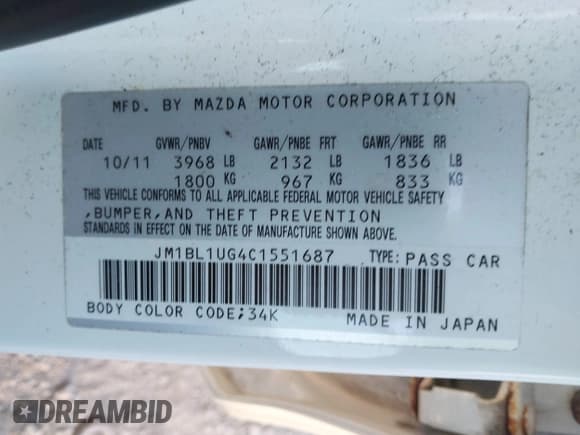 MFD. BY MAZDA MOTOR CORPORATION
DATE GVWR/PNBV GAWR/PNBE FRT GAWR/PNBE RR
10/11 3968 LB 2132 LB 1836 LB
1800 KG 967 KG 833 KG
THIS VEHICLE CONFORMS TO ALL APPLICABLE FEDERAL MOTOR VEHICLE SAFETY
,BUMPER,AND THEFT PREVENTION
STANDARDS IN EFFECT ON THE DATE OF MANUFACTURE SHOWN ABOVE.
JM1BL1UG4C1551687 TYPE: PASS CAR
BODY COLOR CODE;34K MADE IN JAPAN
DREAMBID